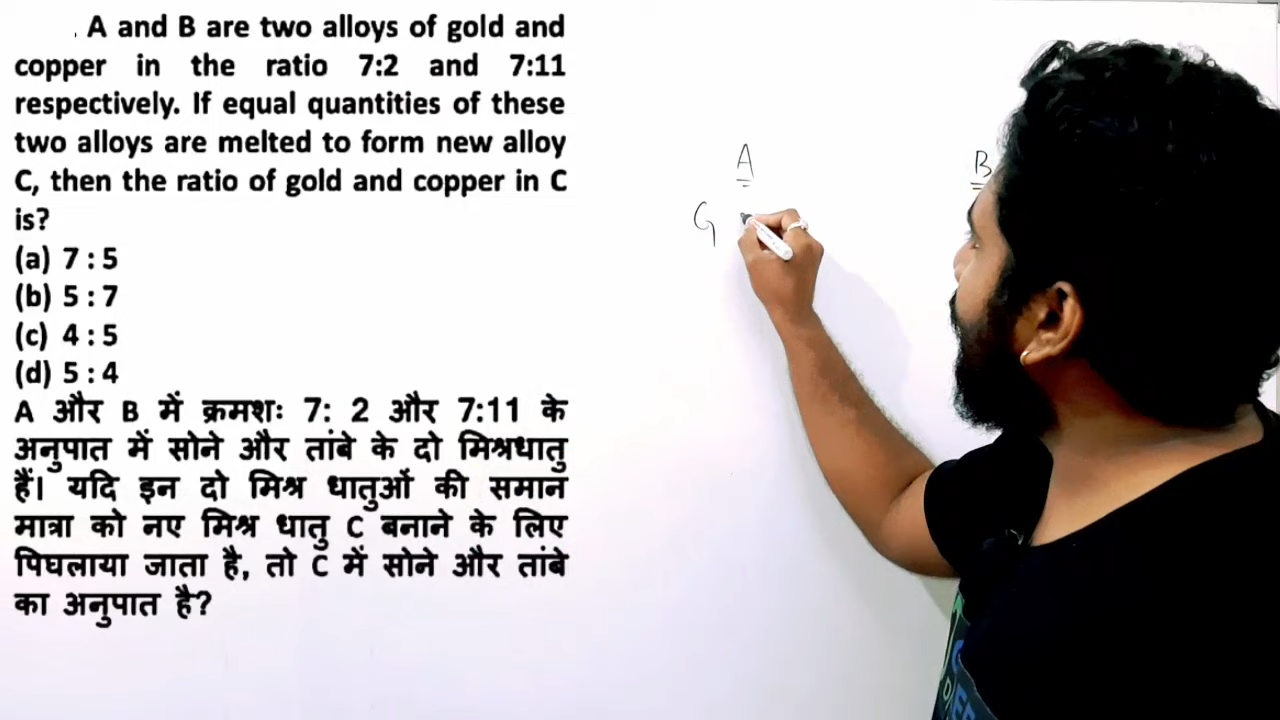 A and B are two alloys of gold and
copper in the ratio 7:2 and 7:11
respectively. If equal quantities of these
two alloys are melted to form new alloy
C, then the ratio of gold and copper in C
is?
(a) 7 : 5
(b) 5 : 7
(c) 4 : 5
(d) 5 : 4
A और B में क्रमशः 7: 2 और 7:11 के
अनुपात में सोने और तांबे के दो मिश्रधातु
हैं। यदि इन दो मिश्र धातुओं की समान
मात्रा को नए मिश्र धातु C बनाने के लिए
पिघलाया जाता है, तो C में सोने और तांबे
का अनुपात है?
A B
G